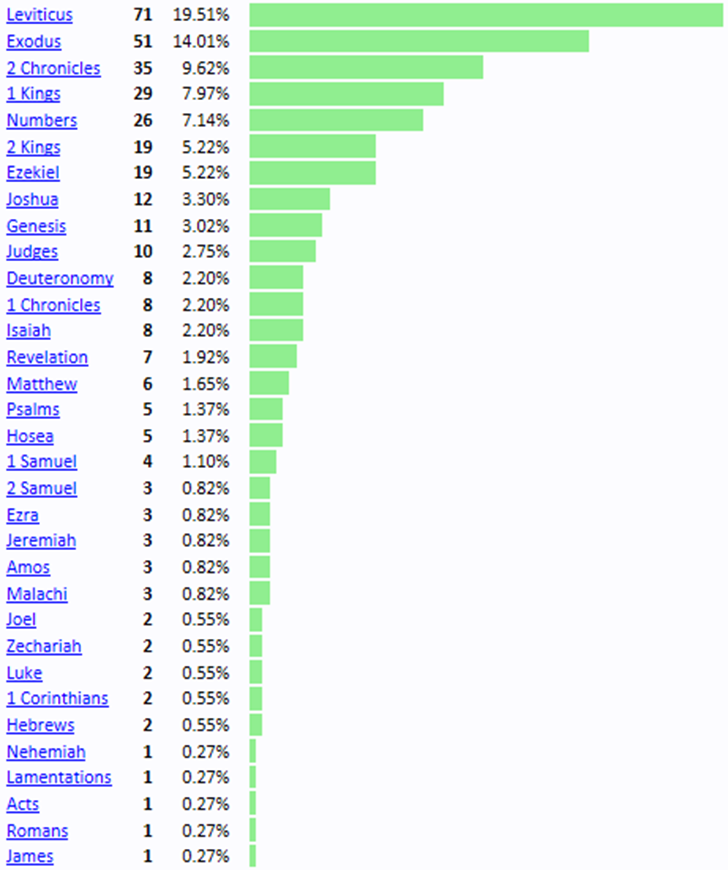 Leviticus 71 19.51%
Exodus 51 14.01%
2 Chronicles 35 9.62%
1 Kings 29 7.97%
Numbers 26 7.14%
2 Kings 19 5.22%
Ezekiel 19 5.22%
Joshua 12 3.30%
Genesis 11 3.02%
Judges 10 2.75%
Deuteronomy 8 2.20%
1 Chronicles 8 2.20%
Isaiah 8 2.20%
Revelation 7 1.92%
Matthew 6 1.65%
Psalms 5 1.37%
Hosea 5 1.37%
1 Samuel 4 1.10%
2 Samuel 3 0.82%
Ezra 3 0.82%
Jeremiah 3 0.82%
Amos 3 0.82%
Malachi 3 0.82%
Joel 2 0.55%
Zechariah 2 0.55%
Luke 2 0.55%
1 Corinthians 2 0.55%
Hebrews 2 0.55%
Nehemiah 1 0.27%
Lamentations 1 0.27%
Acts 1 0.27%
Romans 1 0.27%
James 1 0.27%